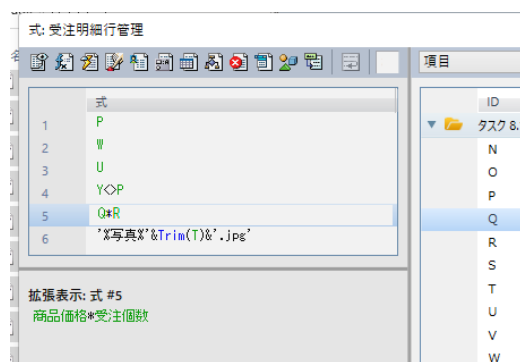 式: 受注明細行管理
項目
式
1 P
2 W
3 U
4 Y<>P
5 Q*R
6 '%写真%'&Trim(T)&'.jpg'
拡張表示: 式 #5
商品価格*受注個数
ID
タスク 8.
N
O
P
Q
R
S
T
U
V
W